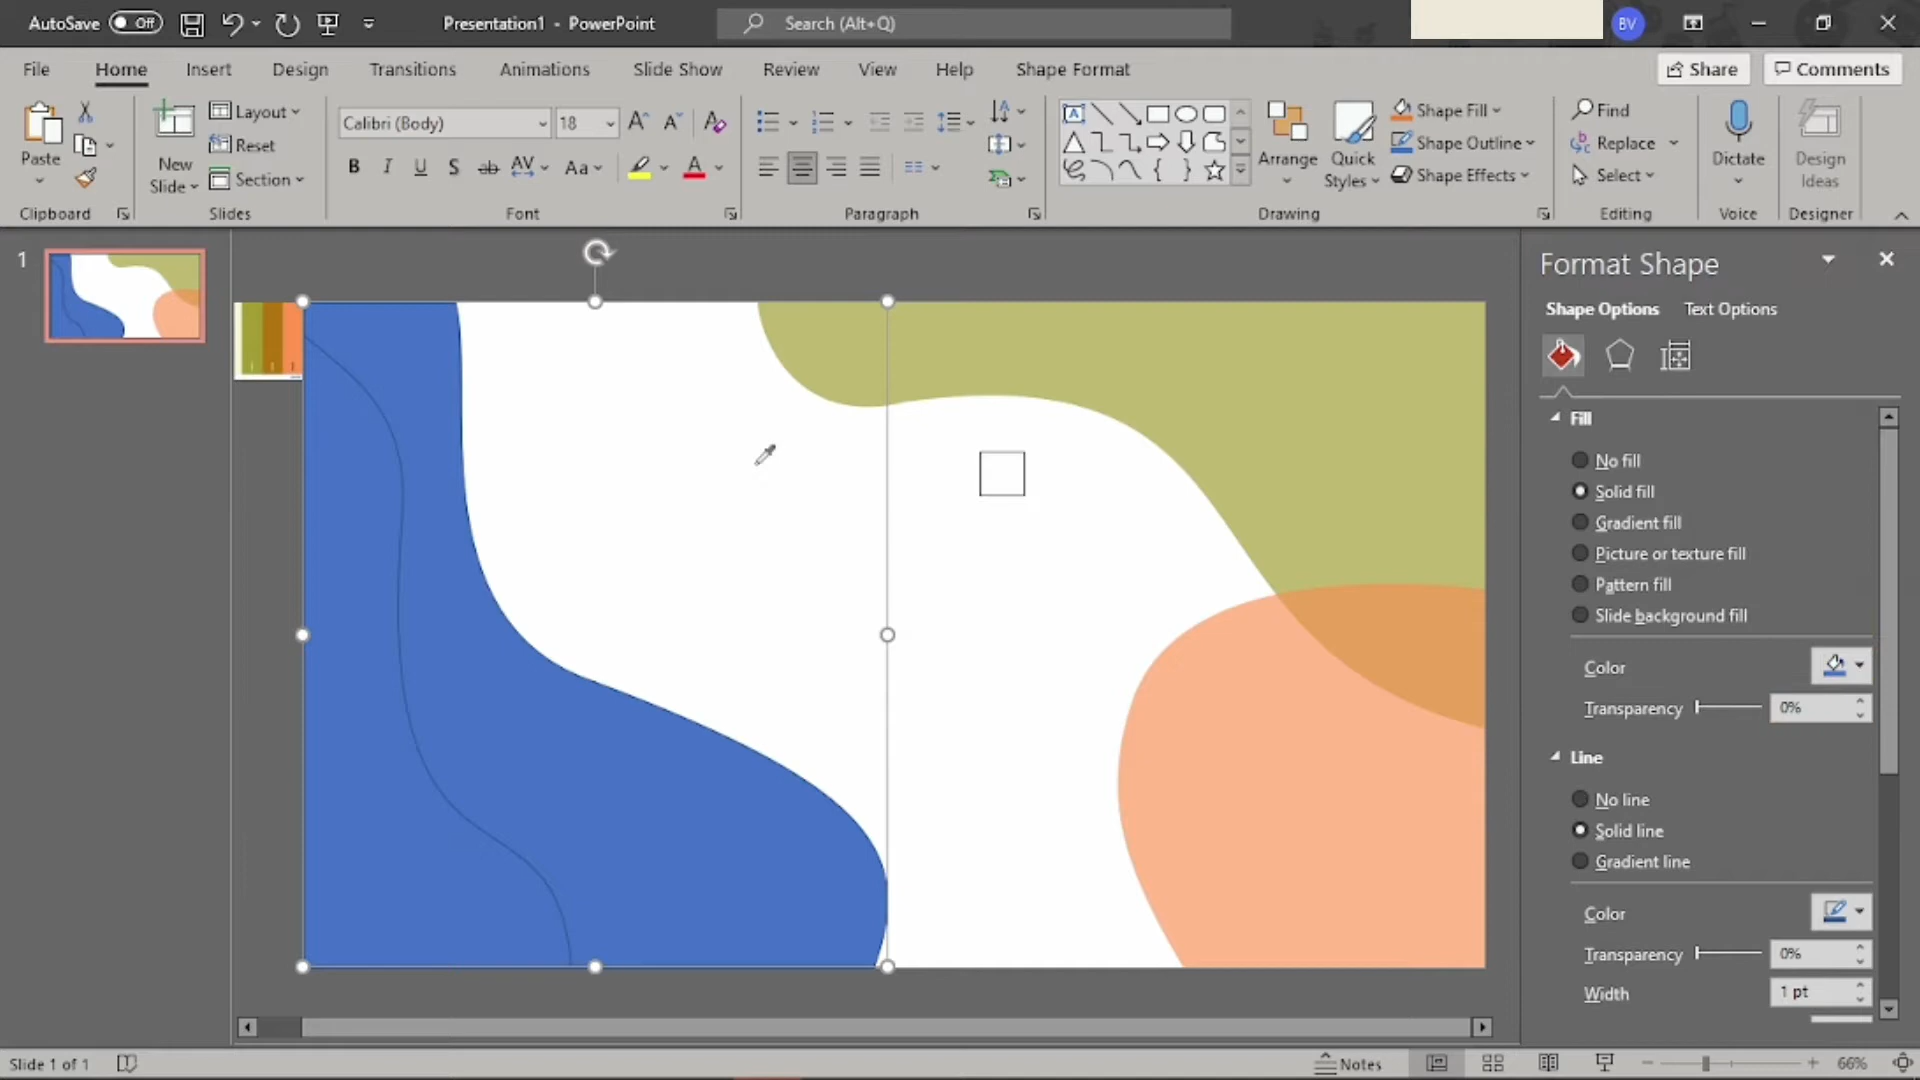 AutoSave Off Presentation1 - PowerPoint Search (Alt+Q) BV
File Home Insert Design Transitions Animations Slide Show Review View Help Shape Format Share Comments
Paste
New Slide
Layout
Reset
Section
Calibri (Body) 18
B I U S ab AV Aa A
Arrange
Quick Styles
Shape Fill
Shape Outline
Shape Effects
Find
Replace
Select
Dictate
Design Ideas
Clipboard Slides Font Paragraph Drawing Editing Voice Designer
1
Format Shape
Shape Options Text Options
Fill
No fill
Solid fill
Gradient fill
Picture or texture fill
Pattern fill
Slide background fill
Color
Transparency 0%
Line
No line
Solid line
Gradient line
Color
Transparency 0%
Width 1 pt
Slide 1 of 1 Notes 66%